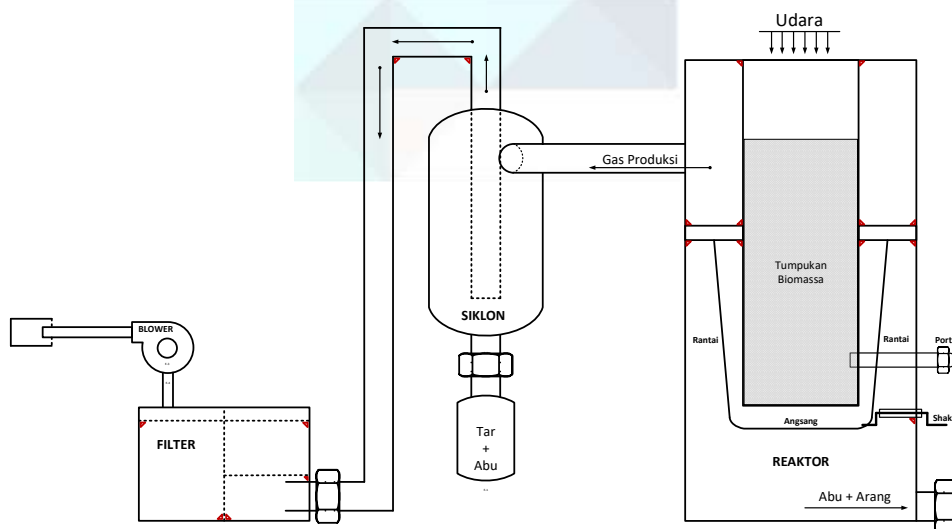 Udara
Gas Produksi
Tumpukan
Biomassa
SIKLON
BLOWER
Rantai
Rantai
Port
Angsang
Shak
Tar
+
Abu
FILTER
REAKTOR
Abu + Arang